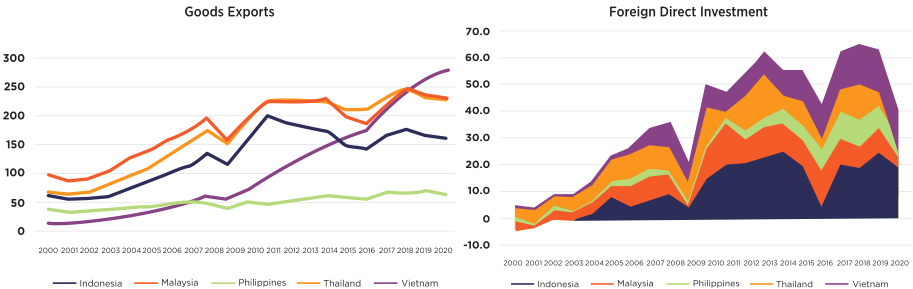 Goods Exports
300
250
200
150
100
50
0
2000 2001 2002 2003 2004 2005 2006 2007 2008 2009 2010 2011 2012 2013 2014 2015 2016 2017 2018 2019 2020
Indonesia Malaysia Philippines Thailand Vietnam
Foreign Direct Investment
70.0
60.0
50.0
40.0
30.0
20.0
10.0
0
-10.0
2000 2001 2002 2003 2004 2005 2006 2007 2008 2009 2010 2011 2012 2013 2014 2015 2016 2017 2018 2019 2020
Indonesia Malaysia Philippines Thailand Vietnam